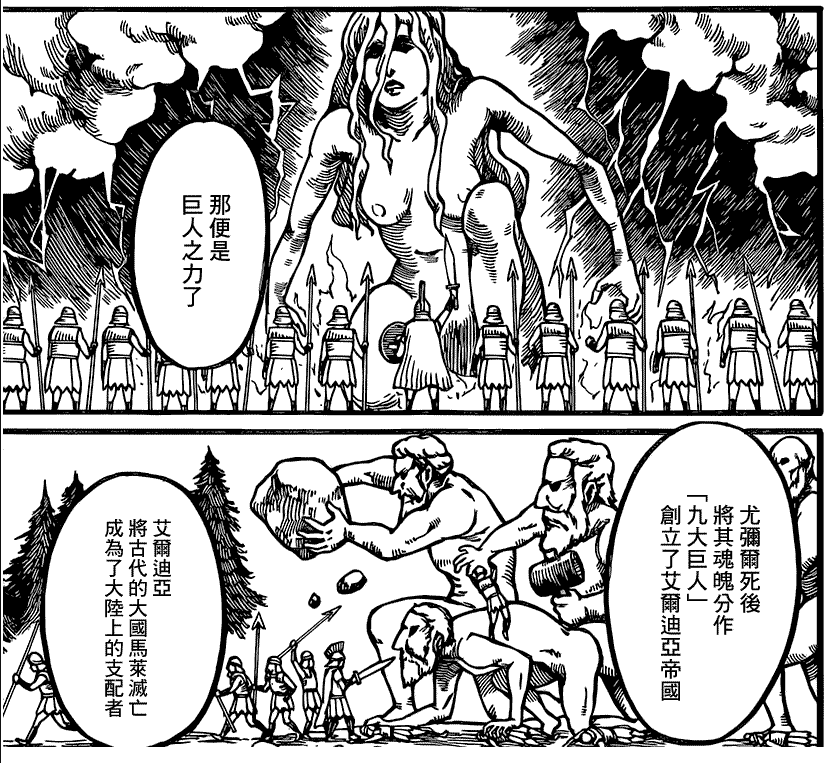 那便是
巨人之力了
尤彌爾死後
將其魂魄分作
「九大巨人」
創立了艾爾迪亞帝國
艾爾迪亞
將古代的大國馬萊滅亡
成為了大陸上的支配者